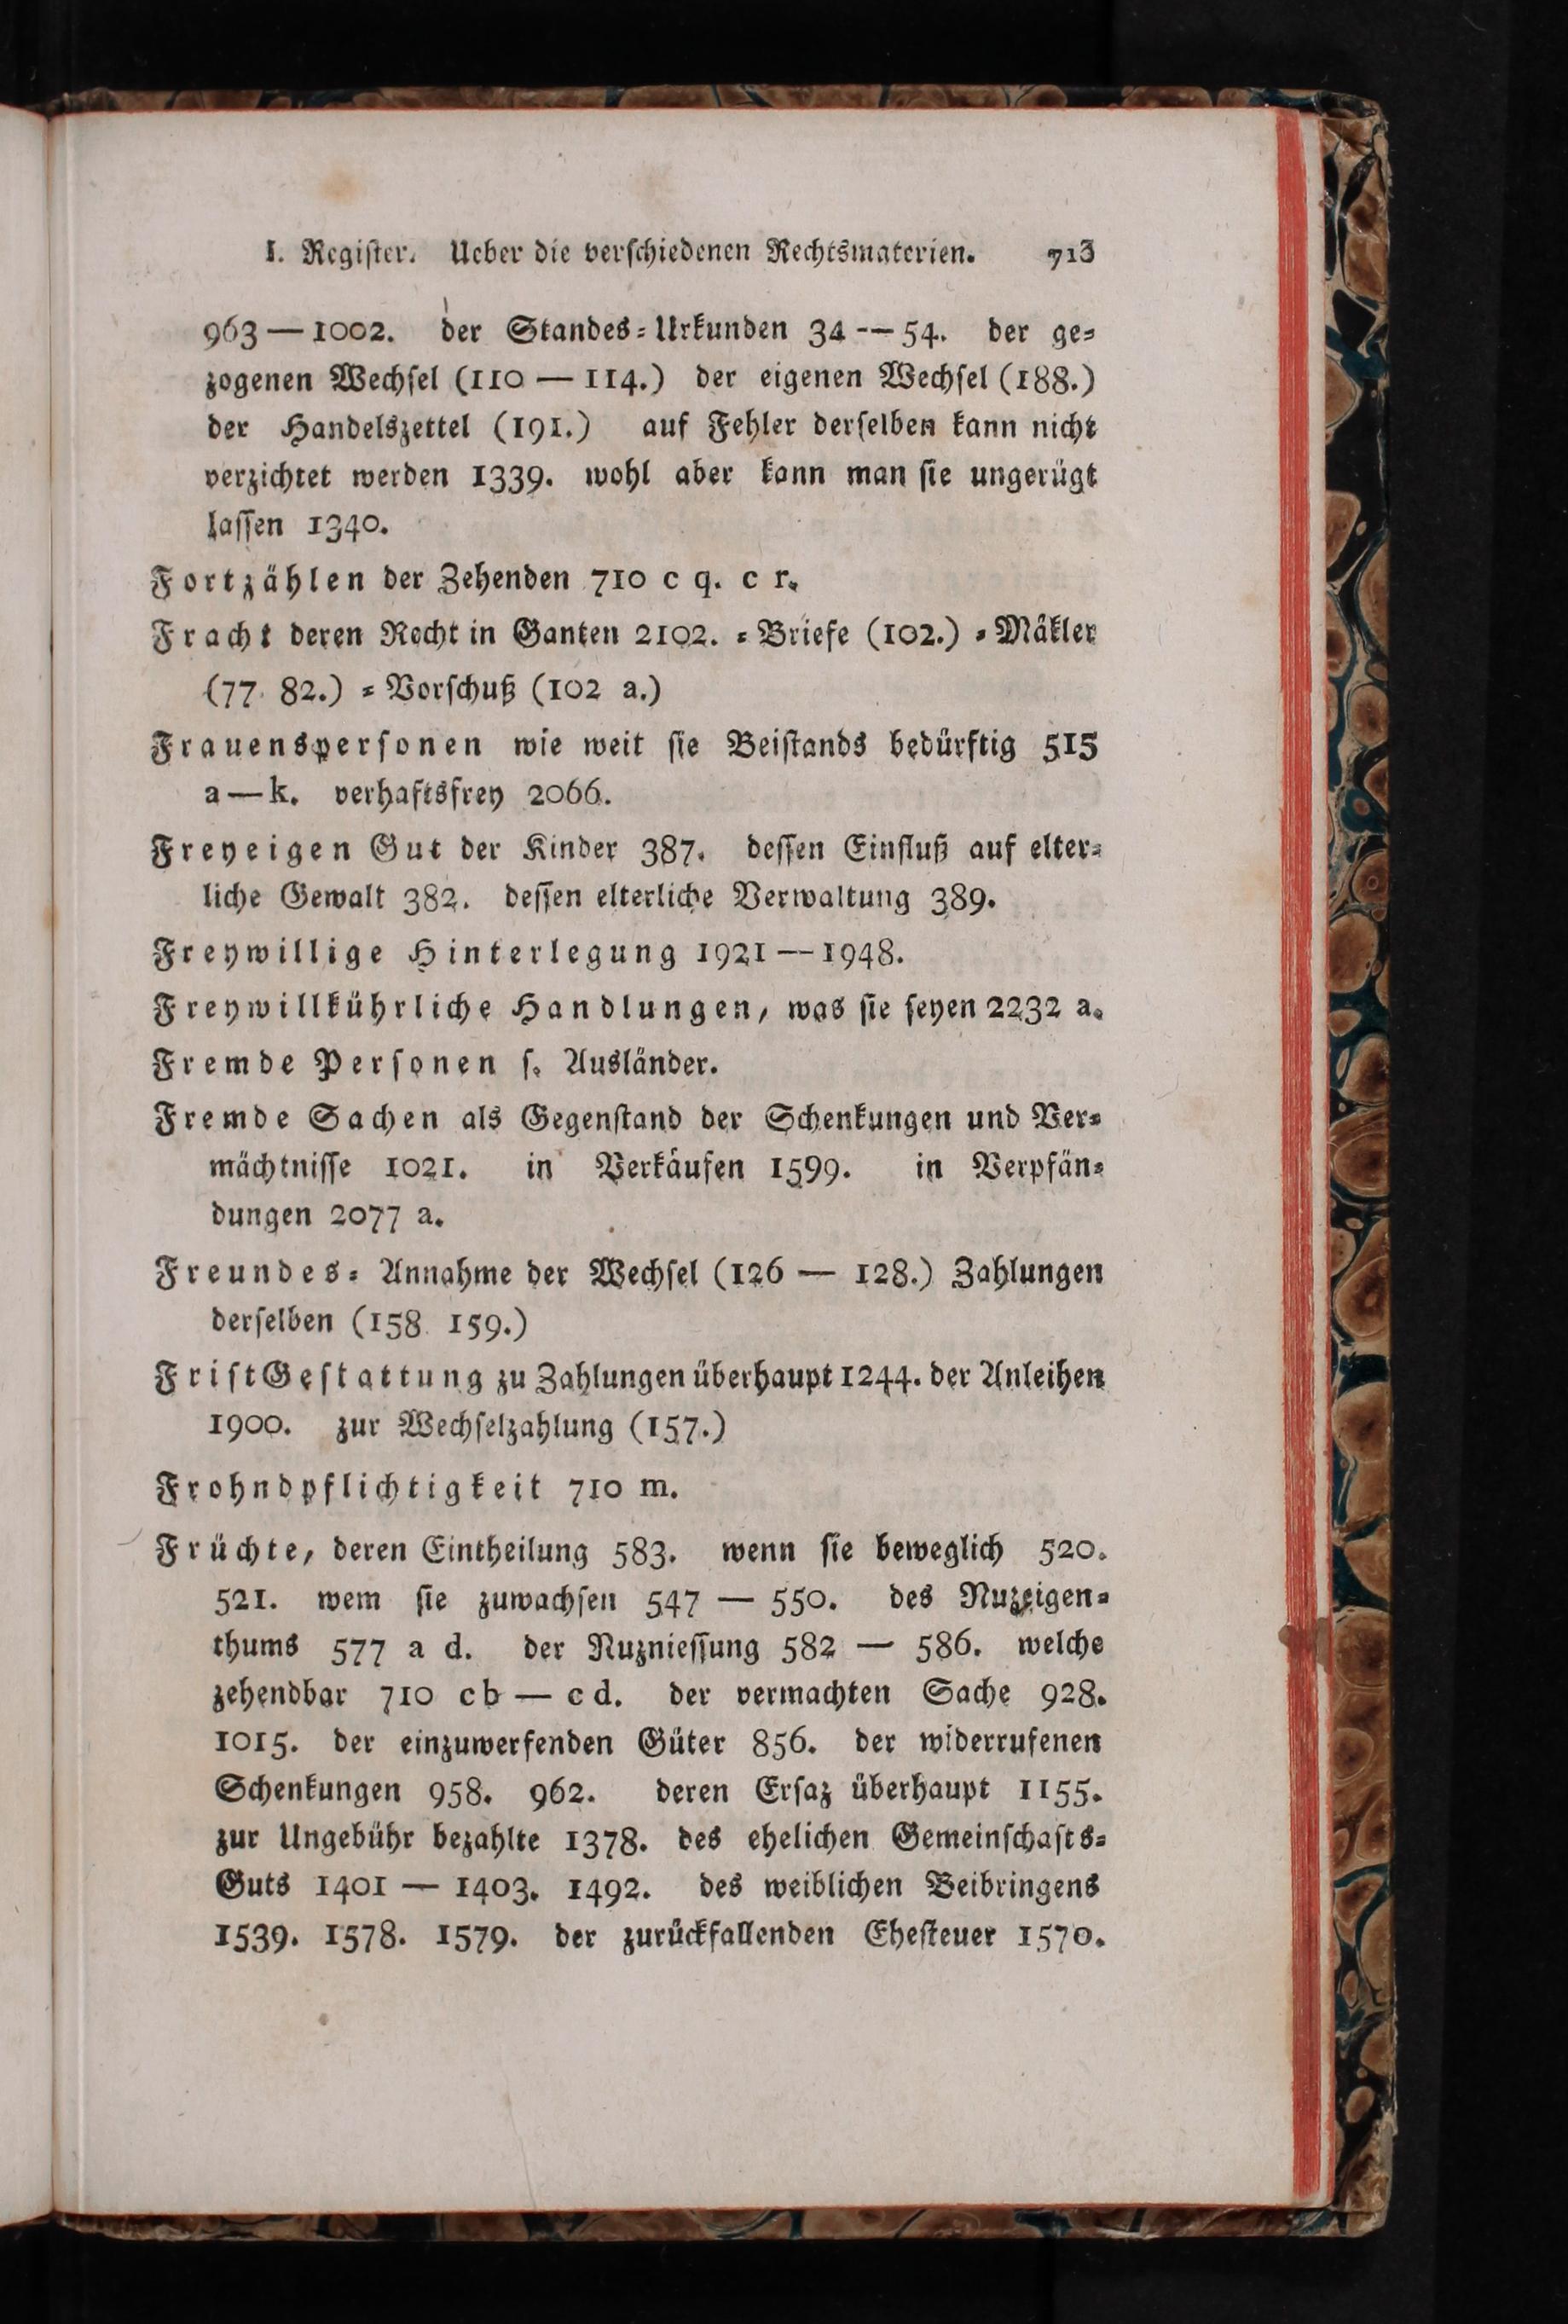 I. Regiſter. Ueber die verſchiedenen Rechtsmaterien. 713
963 — 1002. der Standes-Urkunden 34 — 54. der ge-
zogenen Wechſel (110 — 114.) der eigenen Wechſel (188.)
der Handelszettel (191.) auf Fehler derſelben kann nicht
verzichtet werden 1339. wohl aber kann man ſie ungerügt
laſſen 1340.
Fortzählen der Zehenden 710 c q. c r.
Fracht deren Recht in Ganten 2102. -Briefe (102.) -Mäkler
(77 82.) -Vorſchuß (102 a.)
Frauensperſonen wie weit ſie Beiſtands bedürftig 515
a — k. verhaftsfrey 2066.
Freyeigen Gut der Kinder 387. deſſen Einfluß auf elter-
liche Gewalt 382. deſſen elterliche Verwaltung 389.
Freywillige Hinterlegung 1921 — 1948.
Freywillkührliche Handlungen, was ſie ſeyen 2232 a.
Fremde Perſonen ſ. Ausländer.
Fremde Sachen als Gegenſtand der Schenkungen und Ver-
mächtniſſe 1021. in Verkäufen 1599. in Verpfän-
dungen 2077 a.
Freundes- Annahme der Wechſel (126 — 128.) Zahlungen
derſelben (158 159.)
FriſtGeſtattung zu Zahlungen überhaupt 1244. der Anleihen
1900. zur Wechſelzahlung (157.)
Frohndpflichtigkeit 710 m.
Früchte, deren Eintheilung 583. wenn ſie beweglich 520.
521. wem ſie zuwachſen 547 — 550. des Nuzeigen-
thums 577 a d. der Nuznieſſung 582 — 586. welche
zehendbar 710 c b — c d. der vermachten Sache 928.
1015. der einzuwerfenden Güter 856. der widerrufenen
Schenkungen 958. 962. deren Erſaz überhaupt 1155.
zur Ungebühr bezahlte 1378. des ehelichen Gemeinſchafts-
Guts 1401 — 1403. 1492. des weiblichen Beibringens
1539. 1578. 1579. der zurückfallenden Eheſteuer 1570.